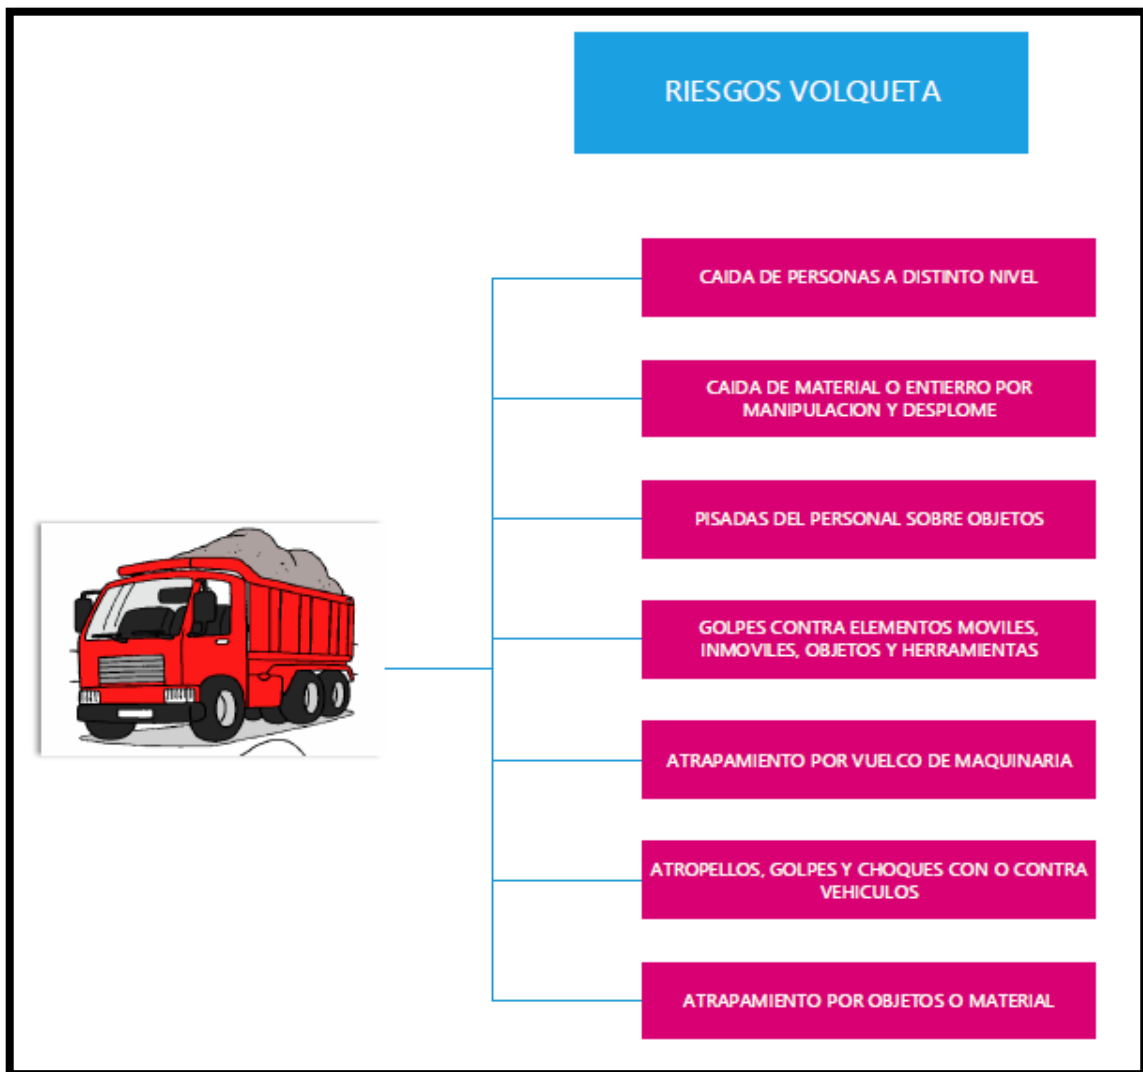 RIESGOS VOLQUETA
CAIDA DE PERSONAS A DISTINTO NIVEL
CAIDA DE MATERIAL O ENTIERRO POR
MANIPULACION Y DESPLOME
PISADAS DEL PERSONAL SOBRE OBJETOS
GOLPES CONTRA ELEMENTOS MOVILES,
INMOVILES, OBJETOS Y HERRAMIENTAS
ATRAPAMIENTO POR VUELCO DE MAQUINARIA
ATROPELLOS, GOLPES Y CHOQUES CON O CONTRA
VEHICULOS
ATRAPAMIENTO POR OBJETOS O MATERIAL